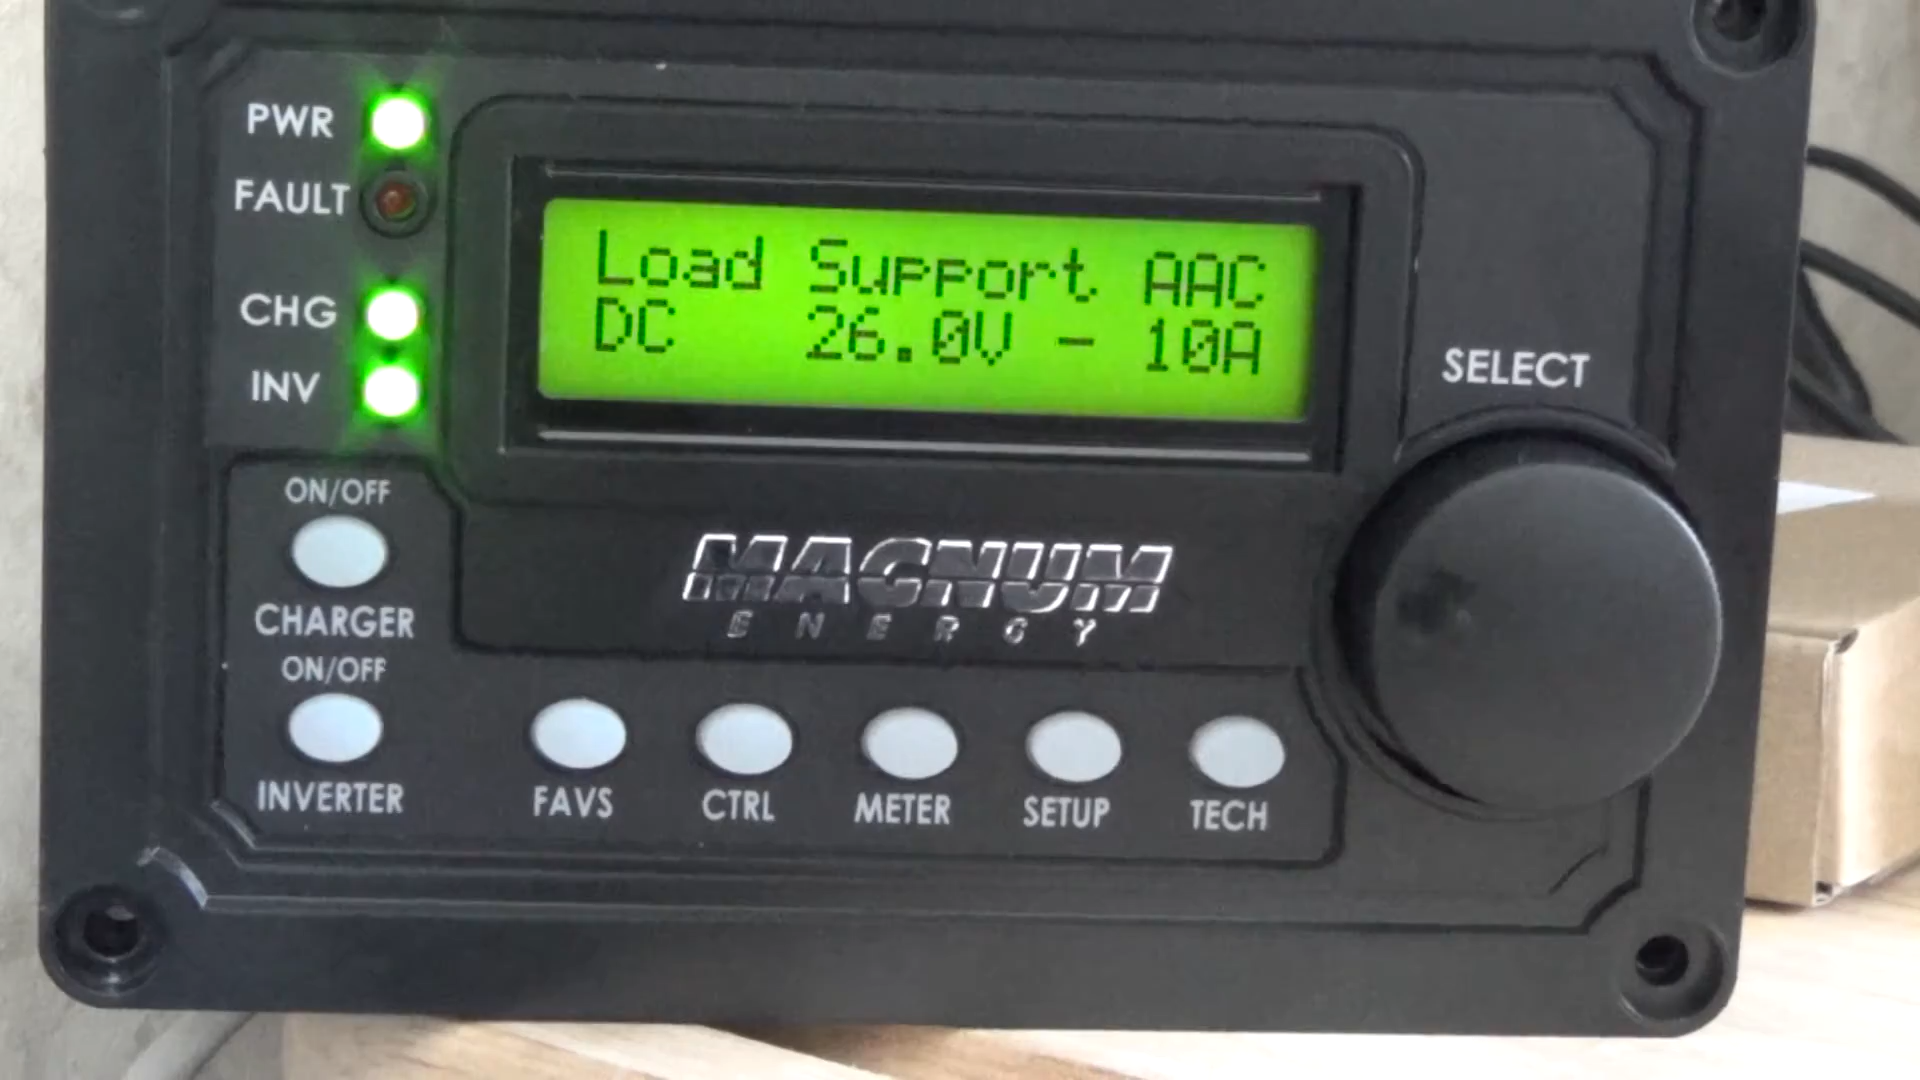 PWR
FAULT
CHG
INV
Load Support AAC
DC 26.0V - 10A
SELECT
ON/OFF
CHARGER
ON/OFF
INVERTER
MAGNUM
ENERGY
FAVS
CTRL
METER
SETUP
TECH